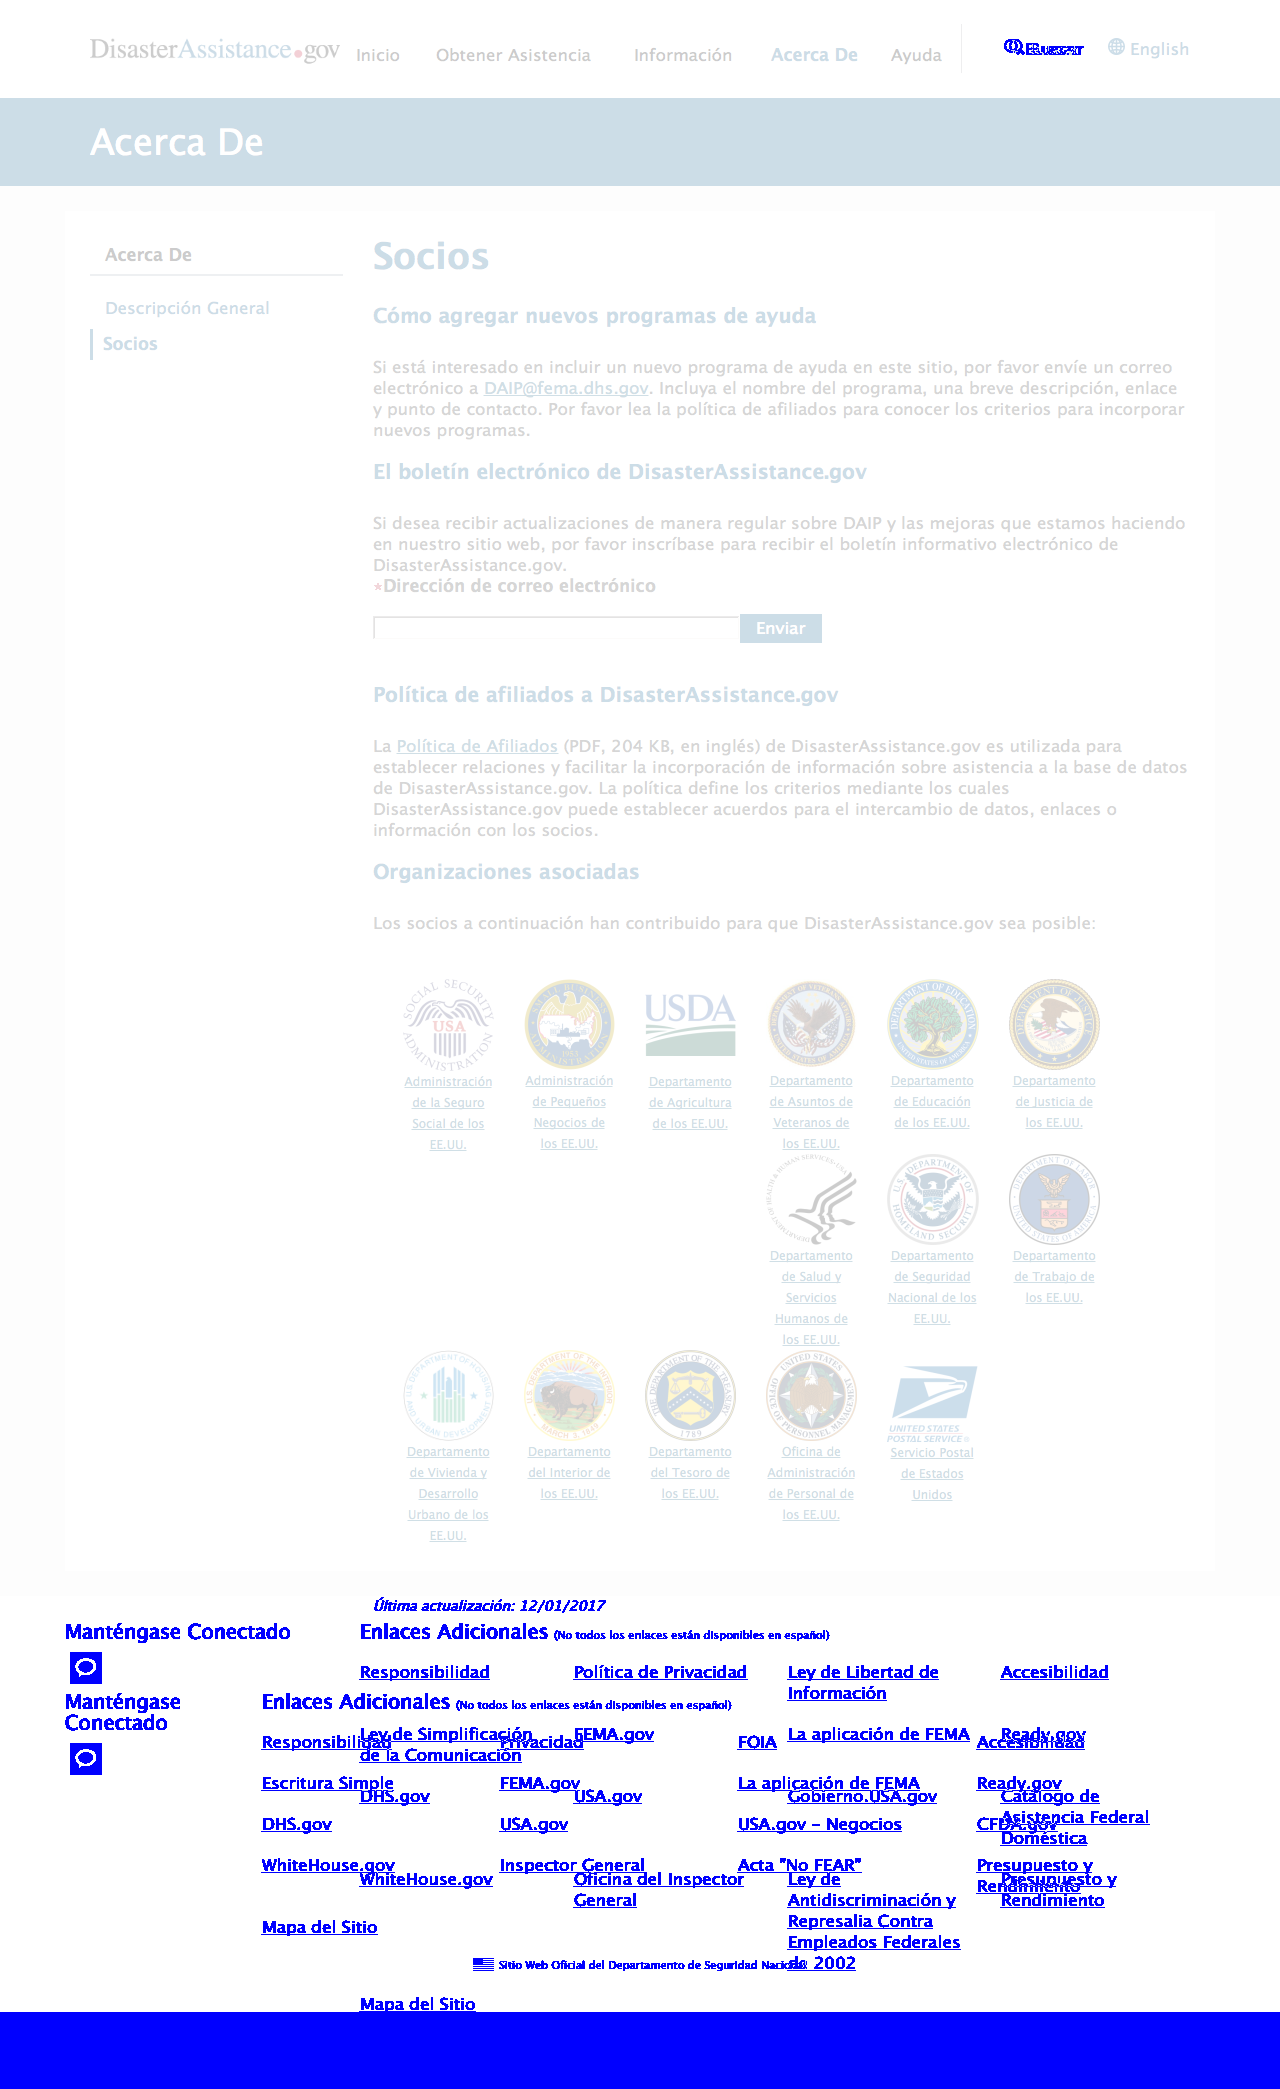 DisasterAssistance.gov Inicio Obtener Asistencia Información Acerca De Ayuda Buscar English
Acerca De
Acerca De
Descripción General
Socios
Socios
Cómo agregar nuevos programas de ayuda
Si está interesado en incluir un nuevo programa de ayuda en este sitio, por favor envíe un correo
electrónico a DAIP@fema.dhs.gov. Incluya el nombre del programa, una breve descripción, enlace
y punto de contacto. Por favor lea la política de afiliados para conocer los criterios para incorporar
nuevos programas.
El boletín electrónico de DisasterAssistance.gov
Si desea recibir actualizaciones de manera regular sobre DAIP y las mejoras que estamos haciendo
en nuestro sitio web, por favor inscríbase para recibir el boletín informativo electrónico de
DisasterAssistance.gov.
*Dirección de correo electrónico
Enviar
Política de afiliados a DisasterAssistance.gov
La Política de Afiliados (PDF, 204 KB, en inglés) de DisasterAssistance.gov es utilizada para
establecer relaciones y facilitar la incorporación de información sobre asistencia a la base de datos
de DisasterAssistance.gov. La política define los criterios mediante los cuales
DisasterAssistance.gov puede establecer acuerdos para el intercambio de datos, enlaces o
información con los socios.
Organizaciones asociadas
Los socios a continuación han contribuido para que DisasterAssistance.gov sea posible:
SOCIAL SECURITY ADMINISTRATION
USA
USDA
Administración
de la Seguro
Social de los
EE.UU.
Administración
de Pequeños
Negocios de
los EE.UU.
Departamento
de Agricultura
de los EE.UU.
Departamento
de Asuntos de
Veteranos de
los EE.UU.
Departamento
de Educación
de los EE.UU.
Departamento
de Justicia de
los EE.UU.
Departamento
de Salud y
Servicios
Humanos de
los EE.UU.
Departamento
de Seguridad
Nacional de los
EE.UU.
Departamento
de Trabajo de
los EE.UU.
1789
UNITED STATES
POSTAL SERVICE
Departamento
de Vivienda y
Desarrollo
Urbano de los
EE.UU.
Departamento
del Interior de
los EE.UU.
Departamento
del Tesoro de
los EE.UU.
Oficina de
Administración
de Personal de
los EE.UU.
Servicio Postal
de Estados
Unidos
Última actualización: 12/01/2017
Manténgase Conectado
Enlaces Adicionales (No todos los enlaces están disponibles en español)
Responsibilidad
Política de Privacidad
Ley de Libertad de
Información
Accesibilidad
Ley de Simplificación
de la Comunicación
FEMA.gov
La aplicación de FEMA
Ready.gov
DHS.gov
USA.gov
Gobierno.USA.gov
Catálogo de
Asistencia Federal
Doméstica
WhiteHouse.gov
Oficina del Inspector
General
Ley de
Antidiscriminación y
Represalia Contra
Empleados Federales
de 2002
Presupuesto y
Rendimiento
Mapa del Sitio
Manténgase
Conectado
Enlaces Adicionales (No todos los enlaces están disponibles en español)
Responsibilidad
Privacidad
FOIA
Accesibilidad
Escritura Simple
FEMA.gov
La aplicación de FEMA
Ready.gov
DHS.gov
USA.gov
USA.gov - Negocios
CFDA.gov
WhiteHouse.gov
Inspector General
Acta "No FEAR"
Presupuesto y
Rendimiento
Mapa del Sitio
Sitio Web Oficial del Departamento de Seguridad Nacional